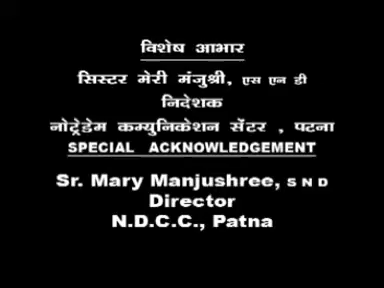 विशेष आभार
सिस्टर मेरी मंजुश्री, एस एन डी
निदेशक
नोट्रेडेम कम्युनिकेशन सेंटर , पटना
SPECIAL ACKNOWLEDGEMENT
Sr. Mary Manjushree, S N D
Director
N.D.C.C., Patna